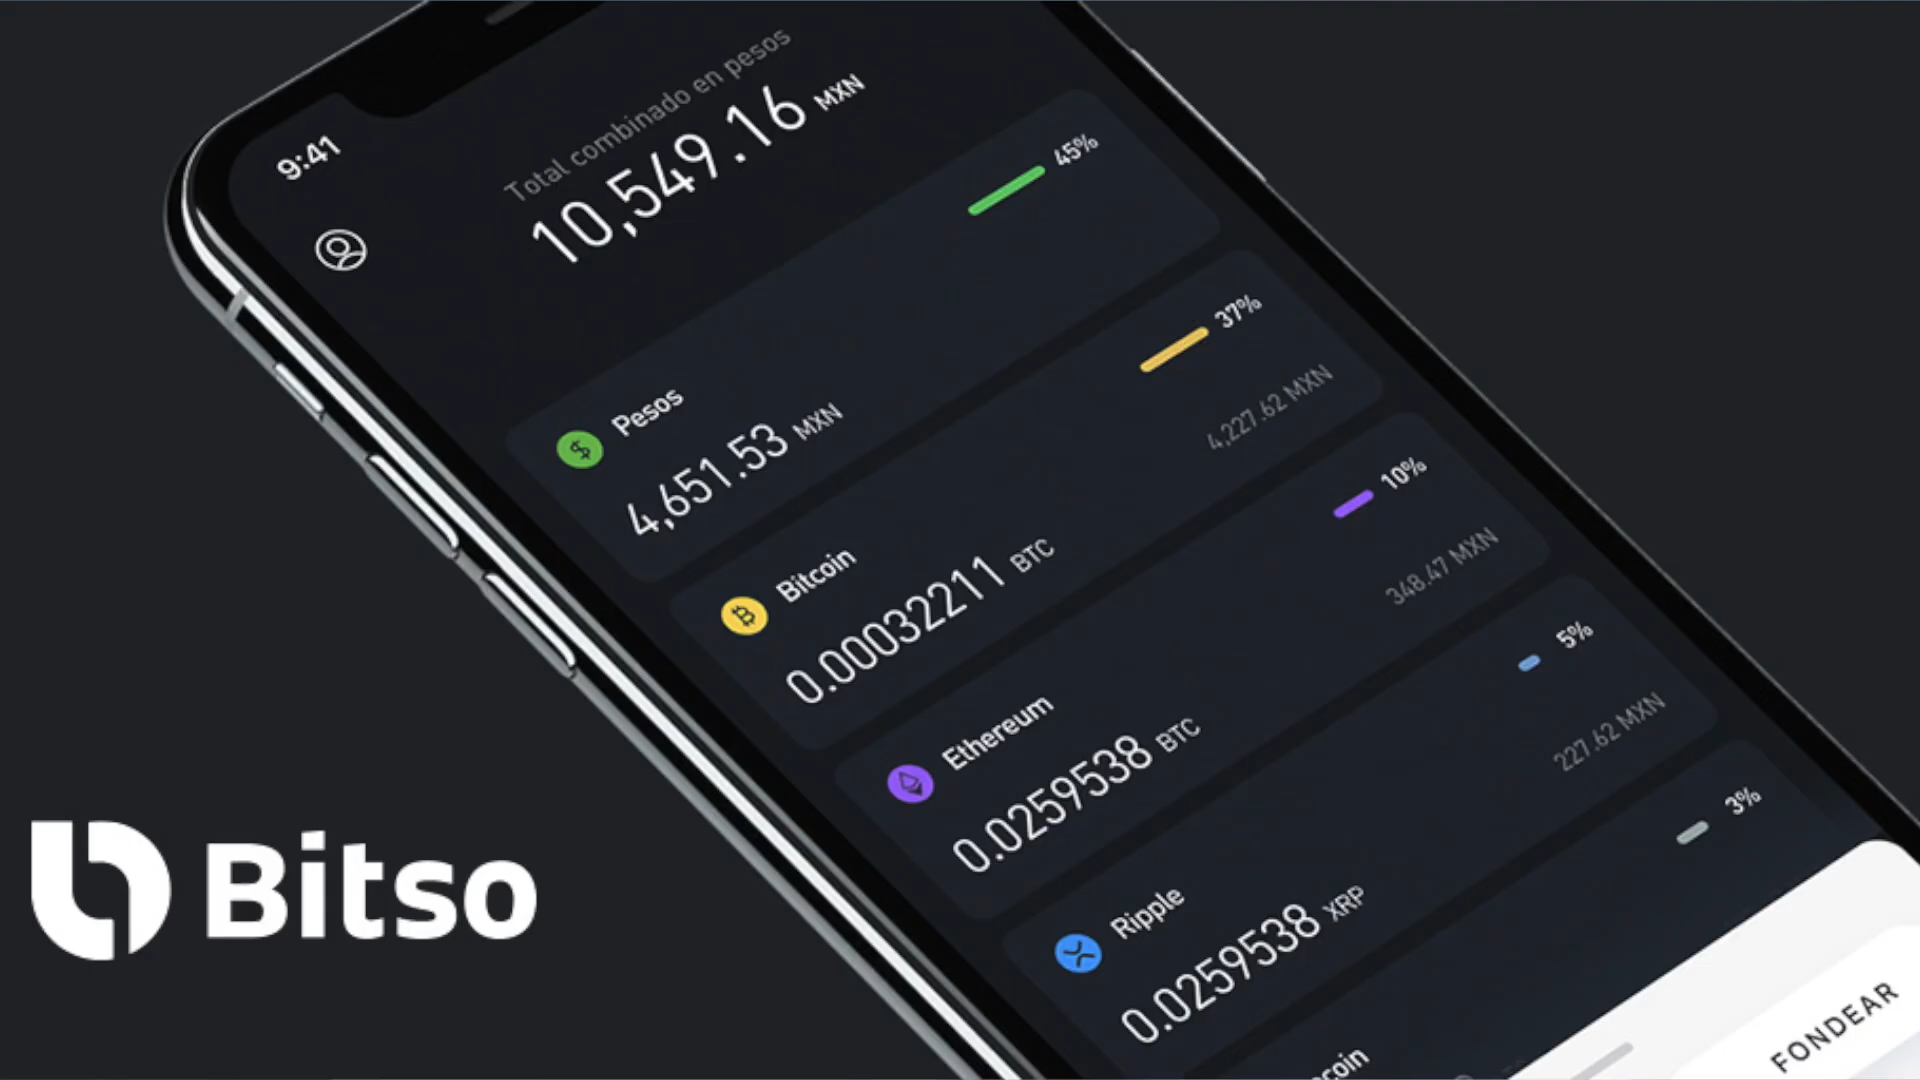 9:41
Total combinado en pesos
10,549.16 MXN
45%
Pesos
4,651.53 MXN
37%
Bitcoin
0.00032211 BTC
4,227.62 MXN
10%
Ethereum
0.0259538 BTC
348.47 MXN
5%
Ripple
0.0259538 XRP
227.62 MXN
3%
coin
FONDEAR
Bitso